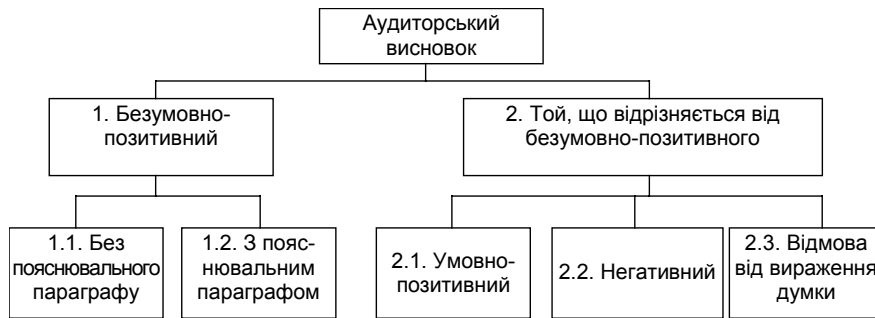 Аудиторський
висновок
1. Безумовно-
позитивний
2. Той, що відрізняється від
безумовно-позитивного
1.1. Без
пояснювального
параграфу
1.2. З пояс-
нювальним
параграфом
2.1. Умовно-
позитивний
2.2. Негативний
2.3. Відмова
від вираження
думки